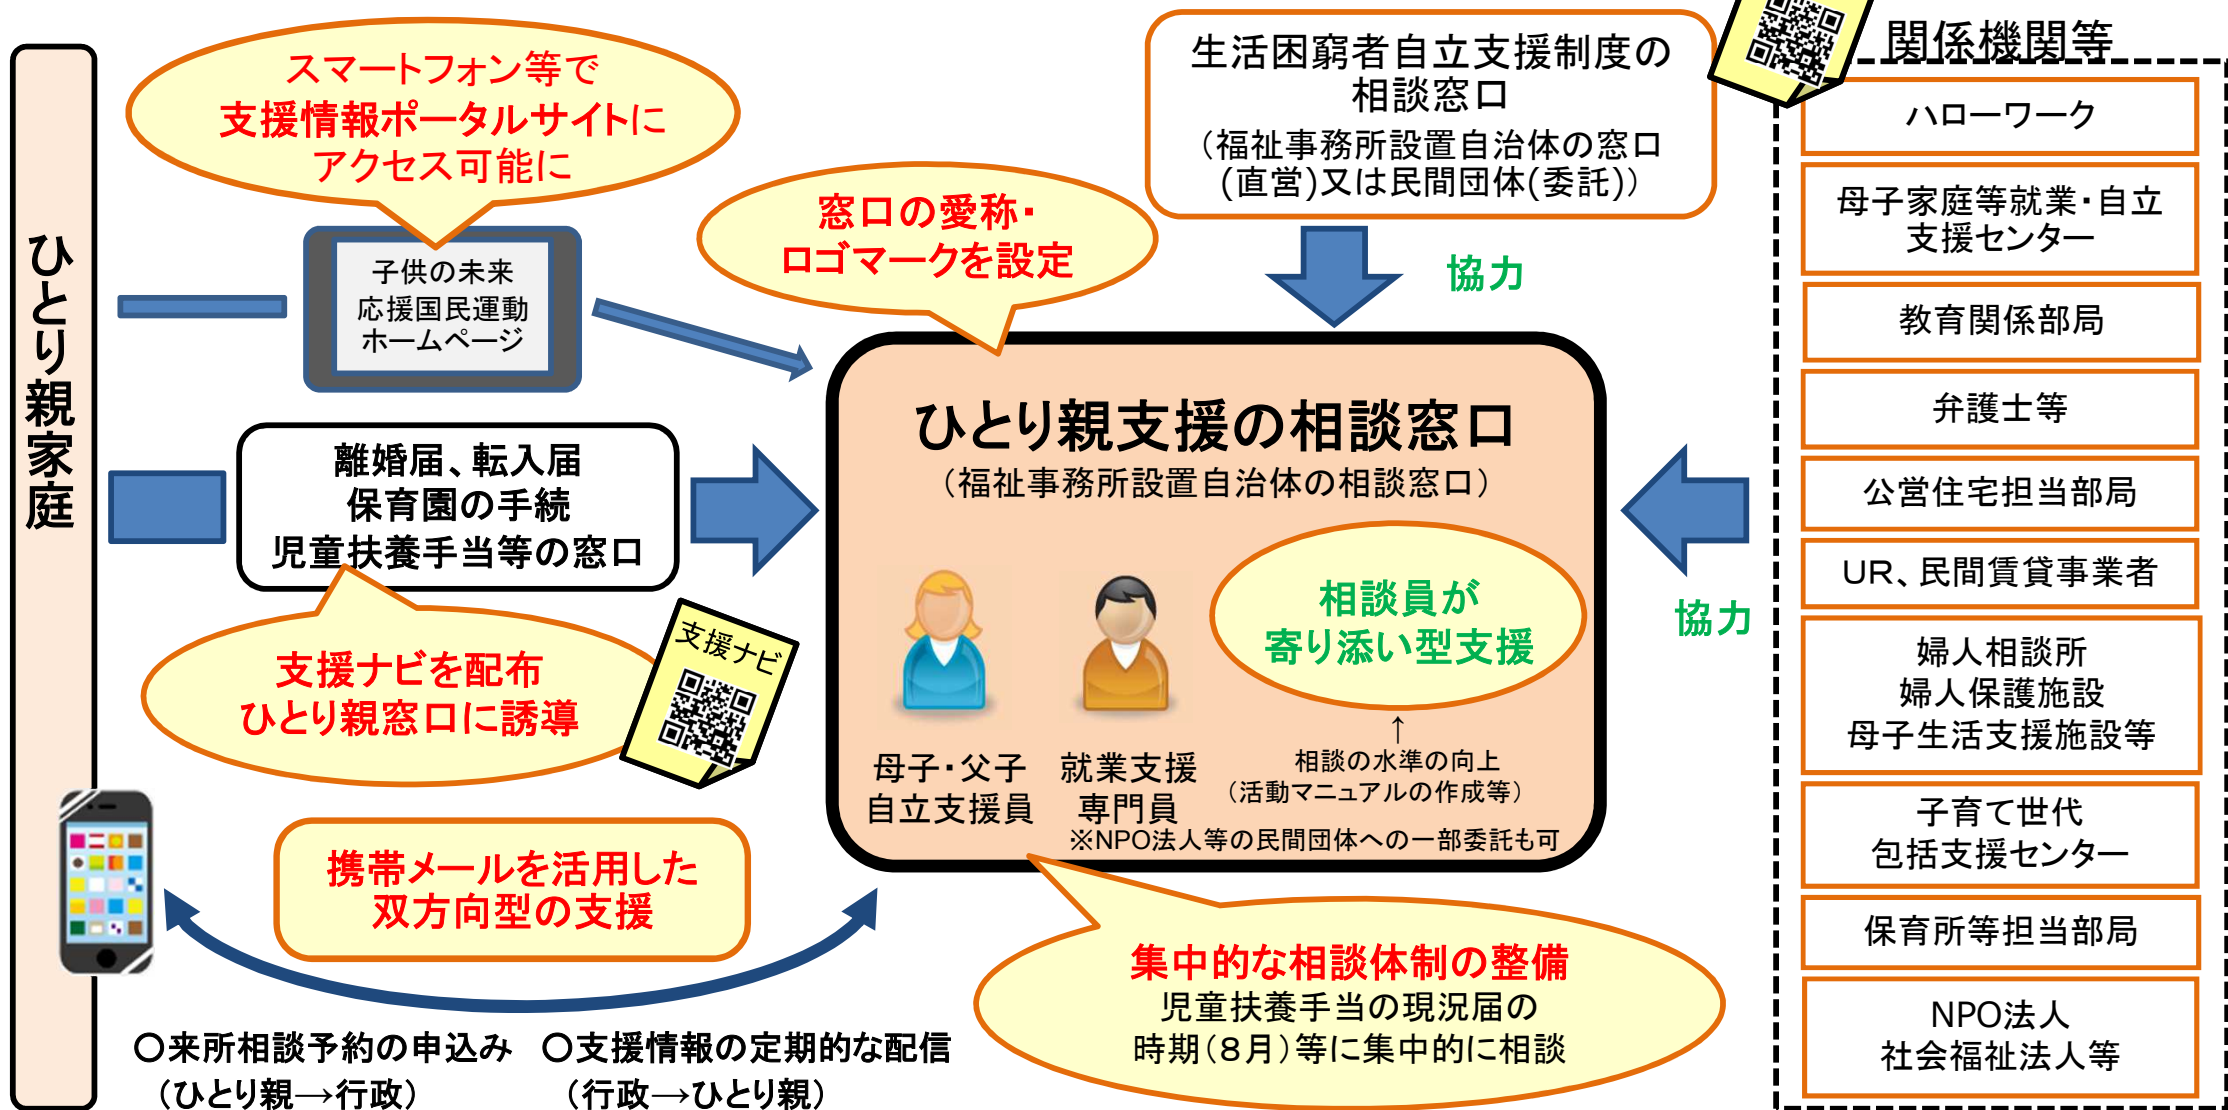 ひとり親家庭
スマートフォン等で
支援情報ポータルサイトに
アクセス可能に
子供の未来
応援国民運動
ホームページ
離婚届、転入届
保育園の手続
児童扶養手当等の窓口
支援ナビを配布
ひとり親窓口に誘導
支援ナビ
携帯メールを活用した
双方向型の支援
〇来所相談予約の申込み
（ひとり親→行政）
〇支援情報の定期的な配信
（行政→ひとり親）
窓口の愛称・
ロゴマークを設定
生活困窮者自立支援制度の
相談窓口
（福祉事務所設置自治体の窓口
(直営)又は民間団体(委託)）
協力
ひとり親支援の相談窓口
（福祉事務所設置自治体の相談窓口）
相談員が
寄り添い型支援
↑
相談の水準の向上
（活動マニュアルの作成等）
母子・父子
自立支援員
就業支援
専門員
※NPO法人等の民間団体への一部委託も可
集中的な相談体制の整備
児童扶養手当の現況届の
時期（８月）等に集中的に相談
協力
関係機関等
ハローワーク
母子家庭等就業・自立
支援センター
教育関係部局
弁護士等
公営住宅担当部局
ＵＲ、民間賃貸事業者
婦人相談所
婦人保護施設
母子生活支援施設等
子育て世代
包括支援センター
保育所等担当部局
NPO法人
社会福祉法人等